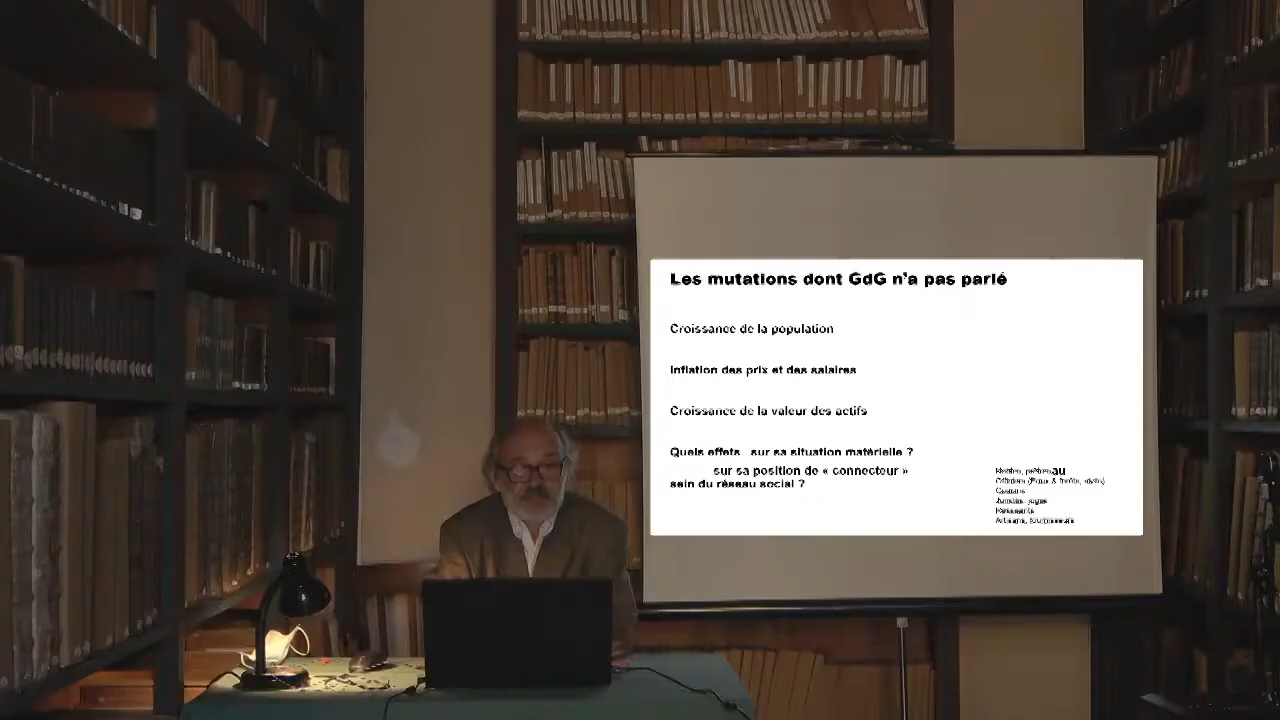 Les mutations dont GdG n'a pas parlé
Croissance de la population
Inflation des prix et des salaires
Croissance de la valeur des actifs
Quels effets sur sa situation matérielle ?
sur sa position de « connecteur » au
sein du réseau social ?